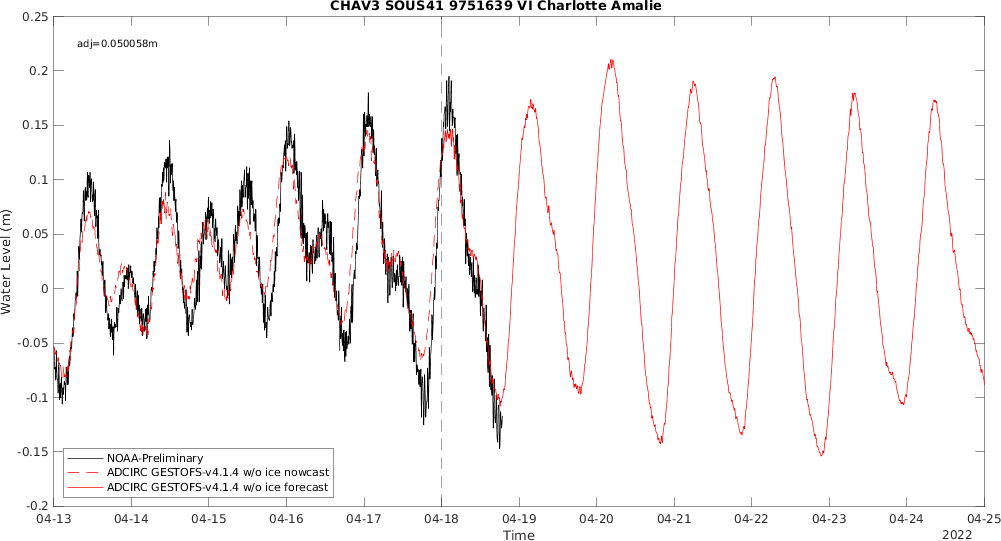 CHAV3 SOUS41 9751639 VI Charlotte Amalie
adj=0.050058m
0.25
0.2
0.15
0.1
0.05
0
-0.05
-0.1
-0.15
-0.2
Water Level (m)
NOAA-Preliminary
ADCIRC GESTOFS-v4.1.4 w/o ice nowcast
ADCIRC GESTOFS-v4.1.4 w/o ice forecast
04-13 04-14 04-15 04-16 04-17 04-18 04-19 04-20 04-21 04-22 04-23 04-24 04-25
Time
2022